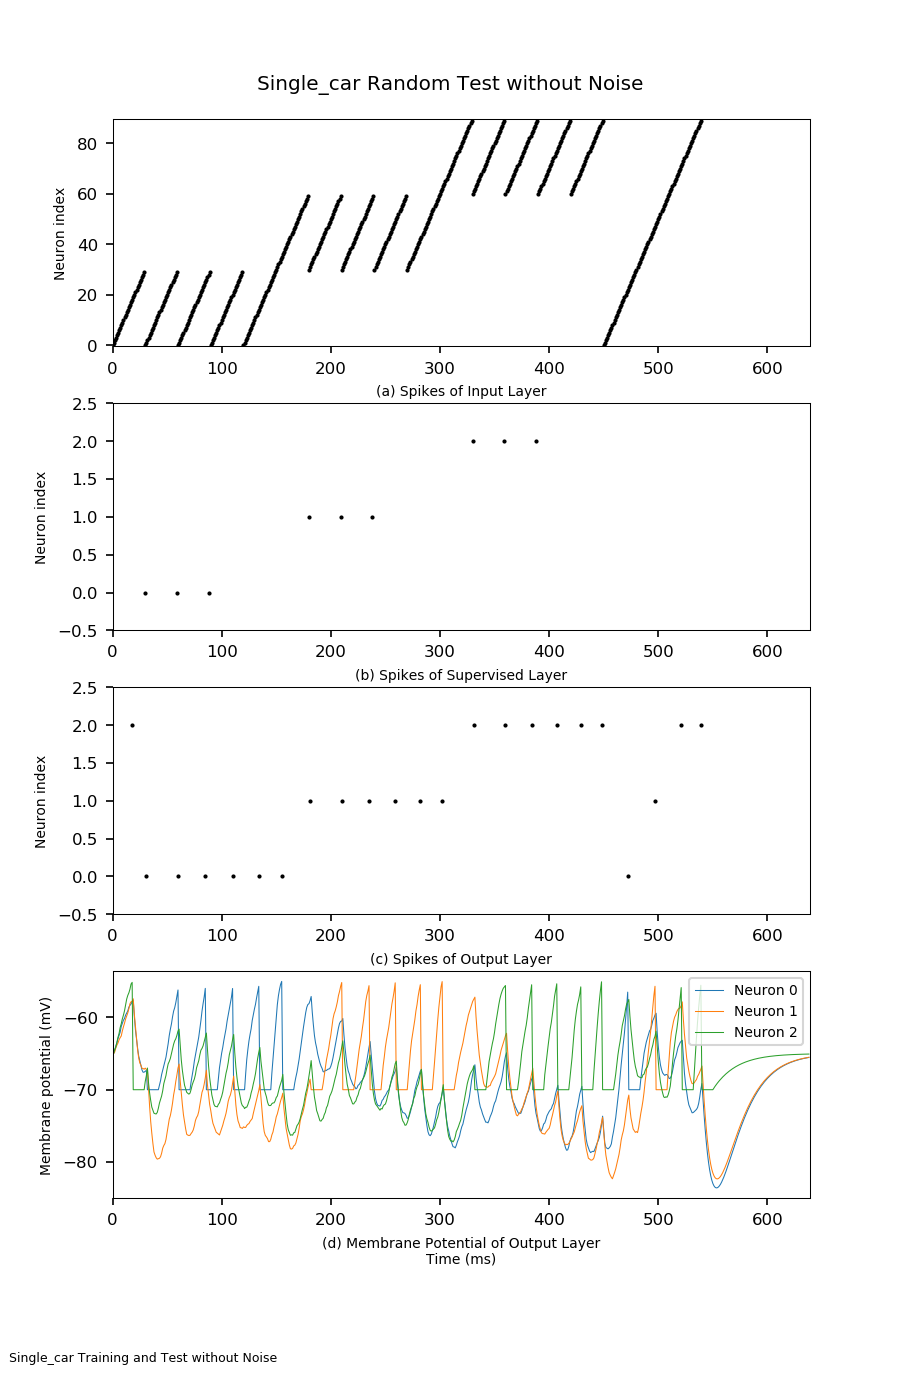 Single_car Random Test without Noise
80
60
40
20
0
Neuron index
0 100 200 300 400 500 600
(a) Spikes of Input Layer
2.5
2.0
1.5
1.0
0.5
0.0
−0.5
Neuron index
0 100 200 300 400 500 600
(b) Spikes of Supervised Layer
2.5
2.0
1.5
1.0
0.5
0.0
−0.5
Neuron index
0 100 200 300 400 500 600
(c) Spikes of Output Layer
−60
−70
−80
Membrane potential (mV)
Neuron 0
Neuron 1
Neuron 2
0 100 200 300 400 500 600
(d) Membrane Potential of Output Layer
Time (ms)
Single_car Training and Test without Noise